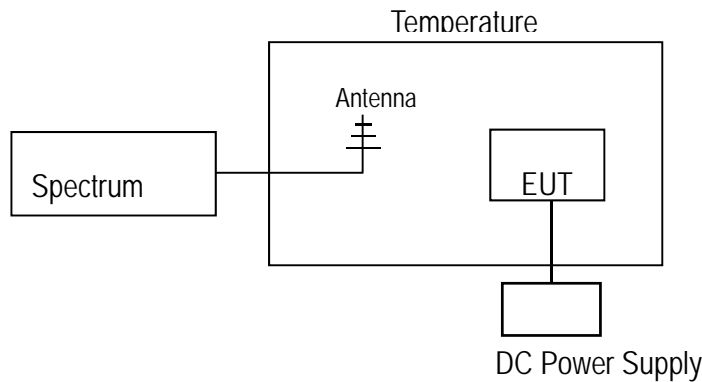 Temperature
Antenna
Spectrum
EUT
DC Power Supply